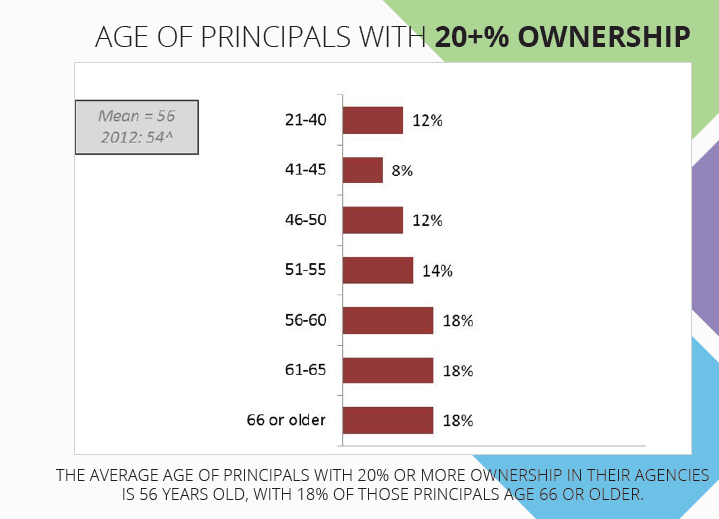 AGE OF PRINCIPALS WITH 20+% OWNERSHIP
Mean = 56
2012: 54^
21-40 12%
41-45 8%
46-50 12%
51-55 14%
56-60 18%
61-65 18%
66 or older 18%
THE AVERAGE AGE OF PRINCIPALS WITH 20% OR MORE OWNERSHIP IN THEIR AGENCIES
IS 56 YEARS OLD, WITH 18% OF THOSE PRINCIPALS AGE 66 OR OLDER.